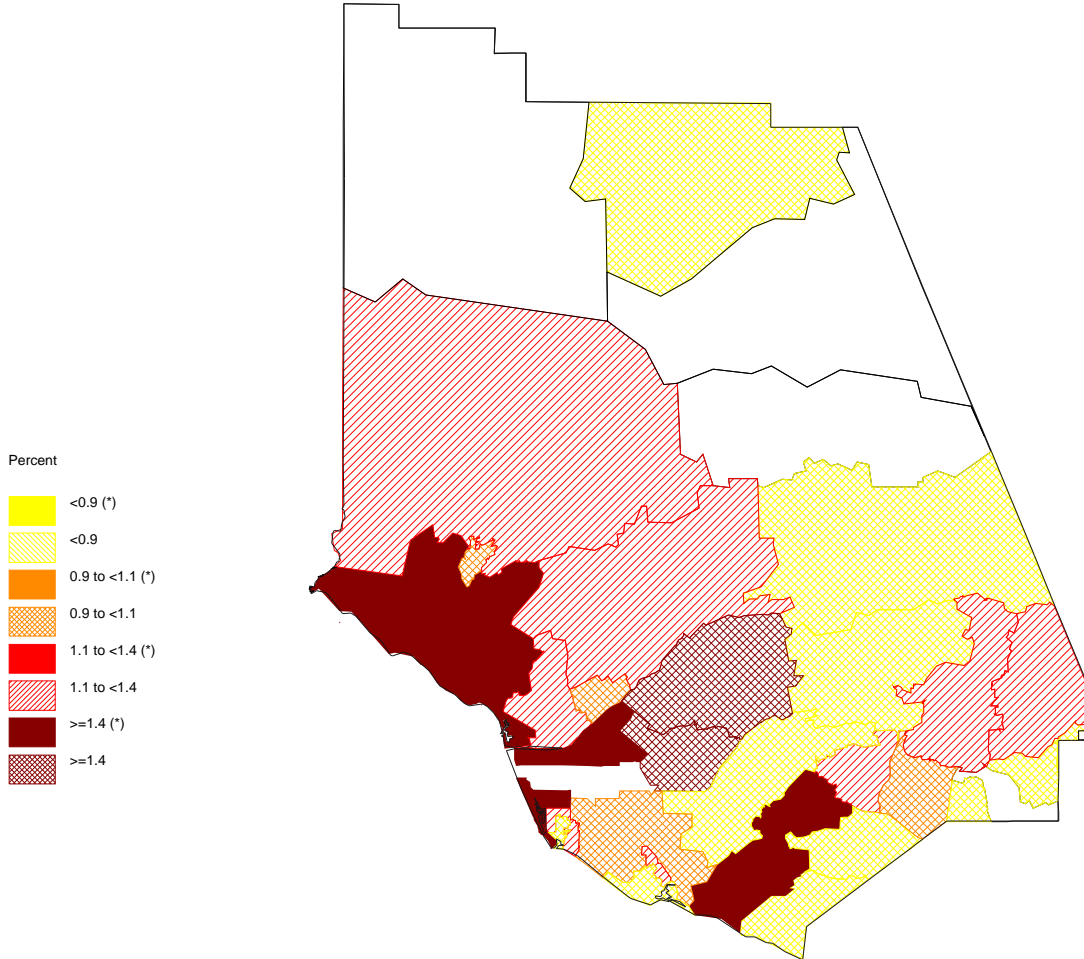 Percent
<0.9 (*)
<0.9
0.9 to <1.1 (*)
0.9 to <1.1
1.1 to <1.4 (*)
1.1 to <1.4
>=1.4 (*)
>=1.4